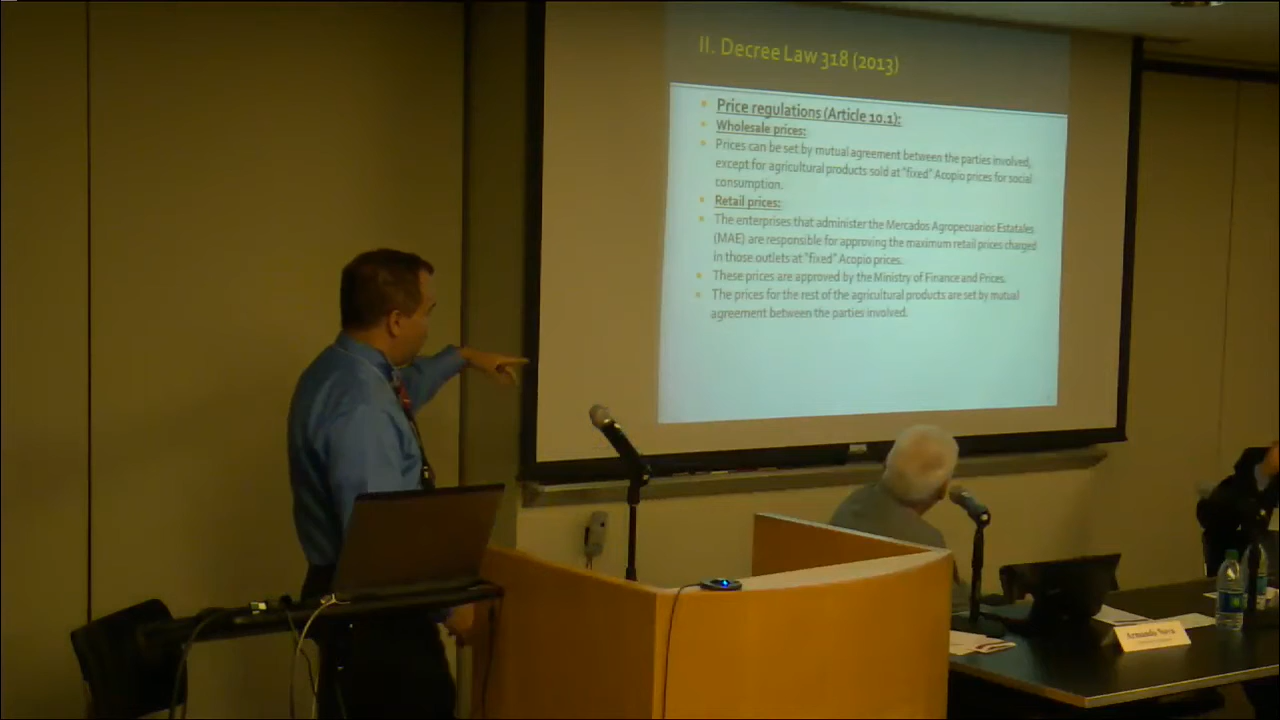 II. Decree Law 318 (2013)
Price regulations (Article 10.1):
Wholesale prices:
Prices can be set by mutual agreement between the parties involved,
except for agricultural products sold at "fixed" Acopio prices for social
consumption.
Retail prices:
The enterprises that administer the Mercados Agropecuarios Estatales
(MAE) are responsible for approving the maximum retail prices charged
in those outlets at "fixed" Acopio prices.
These prices are approved by the Ministry of Finance and Prices.
The prices for the rest of the agricultural products are set by mutual
agreement between the parties involved.
Armando Nova